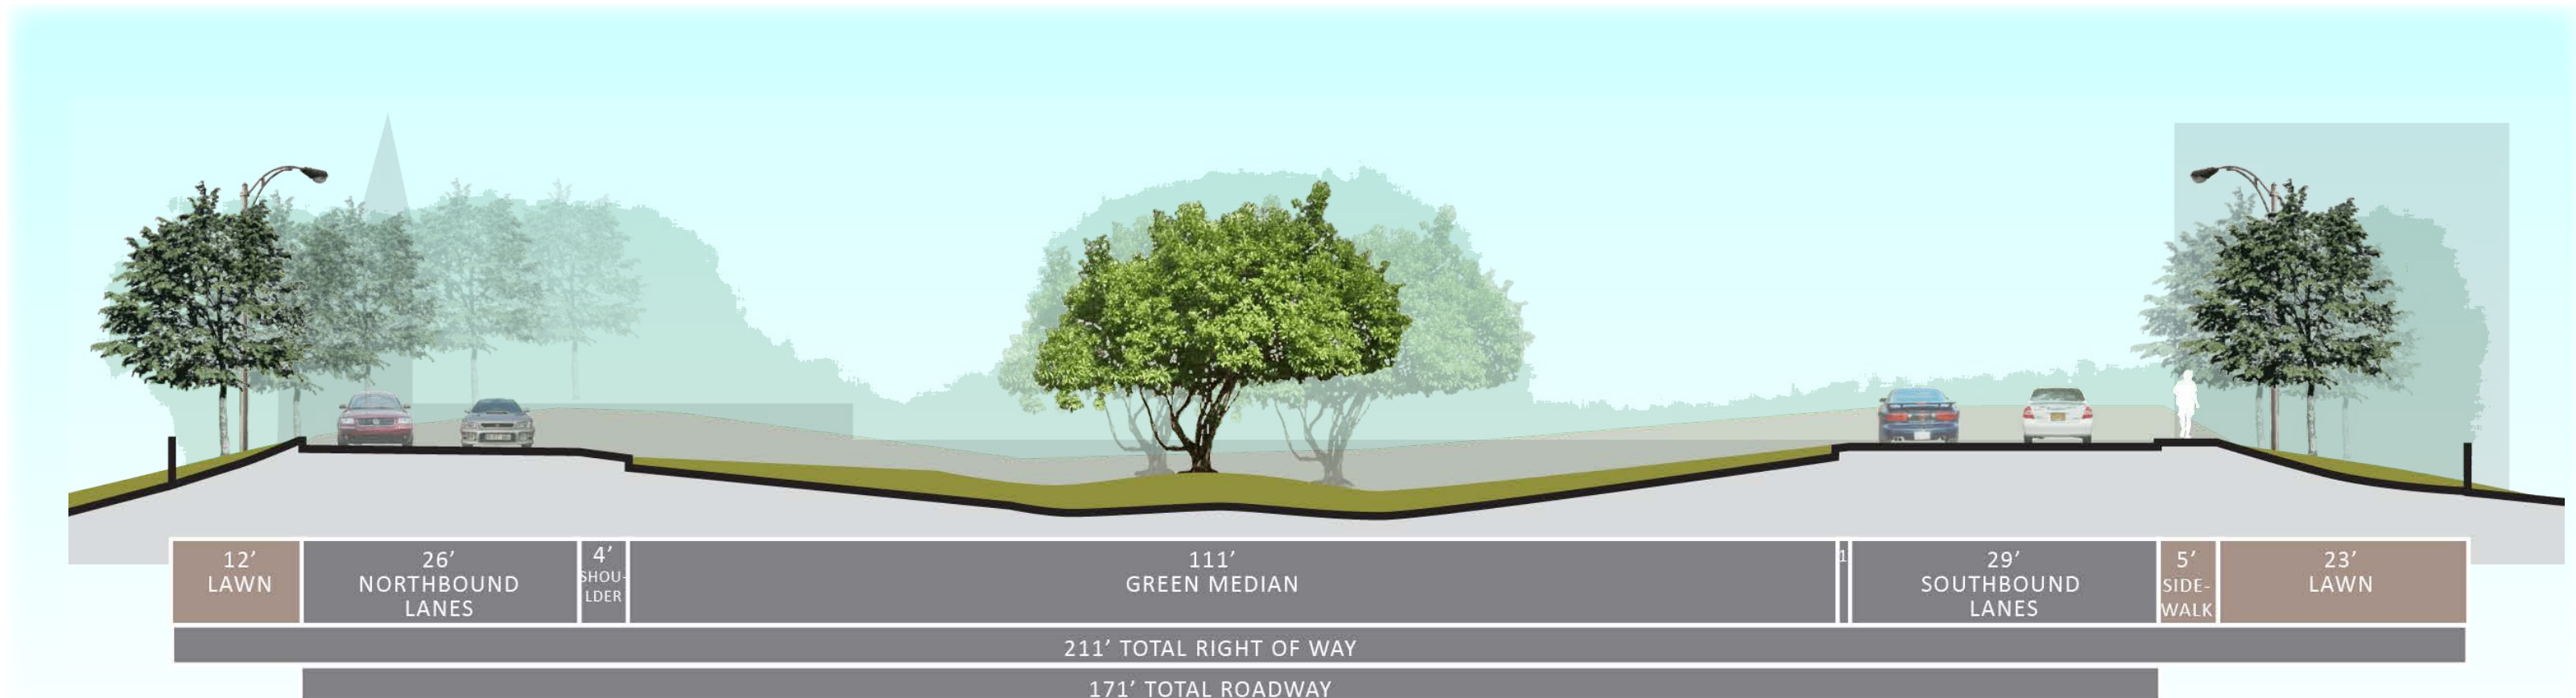 12’
LAWN
26’
NORTHBOUND
LANES
4’
SHOU-
LDER
111’
GREEN MEDIAN
1
29’
SOUTHBOUND
LANES
5’
SIDE-
WALK
23’
LAWN
211’ TOTAL RIGHT OF WAY
171’ TOTAL ROADWAY